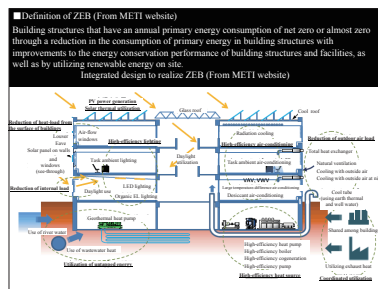 ■Definition of ZEB (From METI website)
Building structures that have an annual primary energy consumption of net zero or almost zero
through a reduction in the consumption of primary energy in building structures with
improvements to the energy conservation performance of building structures and facilities, as
well as by utilizing renewable energy on site.
Integrated design to realize ZEB (From METI website)
PV power generation
Solar thermal utilization
Glass roof
Cool roof
Reduction of heat-load from
the surface of buildings
Air-flow
windows
High-efficiency lighting
Radiation cooling
Louver
Eave
Solar panel on walls
and
windows
(see-through)
Task ambient lighting
Daylight
utilization
High-efficiency air-conditioning
Task ambient air-conditioning
VAV, VWV
Large temperature difference air-conditioning
Desiccant air-conditioning
Reduction of outdoor air load
Total heat exchanger
Natural ventilation
Cooling with outside air
Cooling with outside air at ni
Reduction of internal load
LED lighting
Daylight use
Organic EL lighting
Cool tube
(using earth thermal
and well water)
Geothermal heat pump
Use of river water
Use of wastewater heat
Utilization of untapped energy
High-efficiency heat pump
High-efficiency boiler
High-efficiency cogeneration
High-efficiency pump
High-efficiency heat source
Shared among building
Utilizing exhaust heat
Coordinated utilization